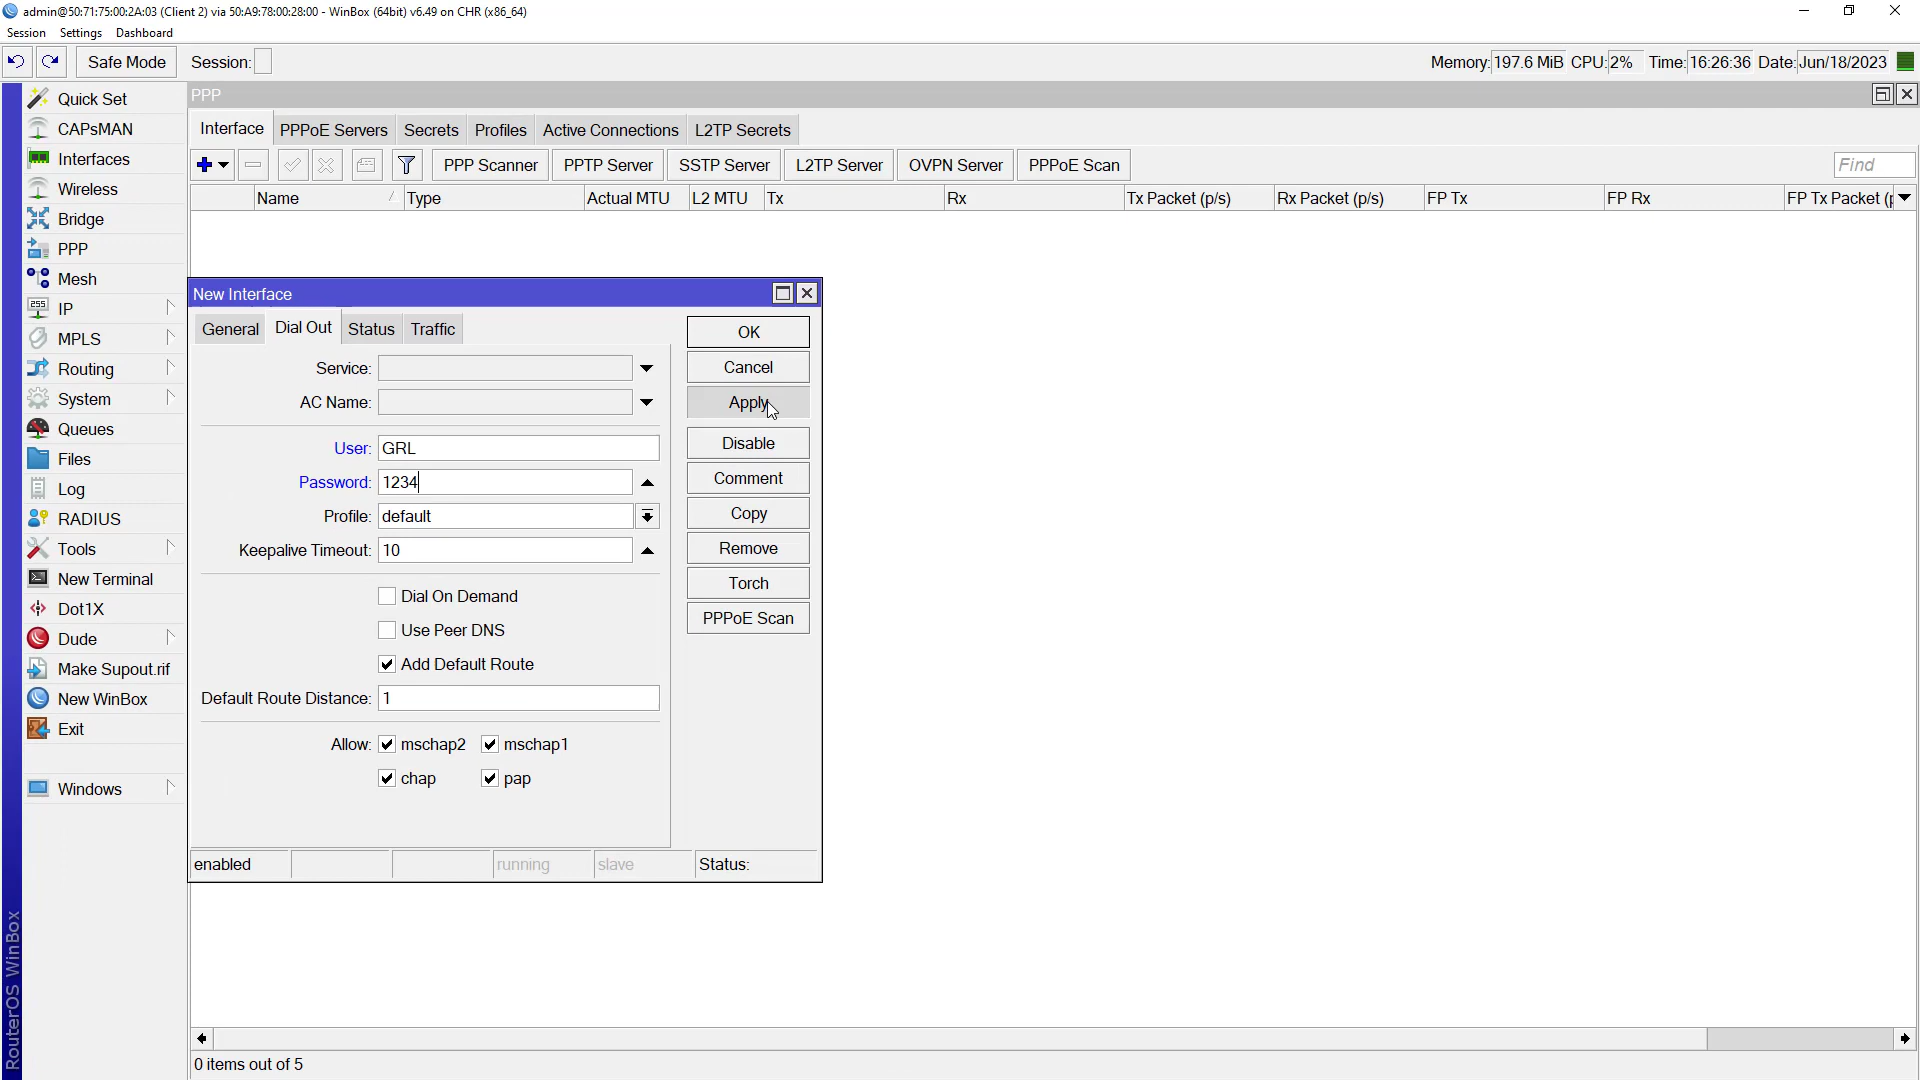 admin@50:71:75:00:2A:03 (Client 2) via 50:A9:78:00:28:00 - WinBox (64bit) v6.49 on CHR (x86_64)
Session Settings Dashboard
Safe Mode Session: Memory: 197.6 MiB CPU: 2% Time: 16:26:36 Date: Jun/18/2023
Quick Set
CAPsMAN
Interfaces
Wireless
Bridge
PPP
Mesh
255
IP
MPLS
Routing
System
Queues
Files
Log
RADIUS
Tools
New Terminal
Dot1X
Dude
Make Supout.rif
New WinBox
Exit
Windows
RouterOS WinBox
PPP
Interface PPPoE Servers Secrets Profiles Active Connections L2TP Secrets
PPP Scanner PPTP Server SSTP Server L2TP Server OVPN Server PPPoE Scan Find
Name Type Actual MTU L2 MTU Tx Rx Tx Packet (p/s) Rx Packet (p/s) FP Tx FP Rx FP Tx Packet (
New Interface
General Dial Out Status Traffic
Service:
AC Name:
User: GRL
Password: 1234
Profile: default
Keepalive Timeout: 10
Dial On Demand
Use Peer DNS
Add Default Route
Default Route Distance: 1
Allow: mschap2 mschap1
chap pap
OK
Cancel
Apply
Disable
Comment
Copy
Remove
Torch
PPPoE Scan
enabled running slave Status:
0 items out of 5